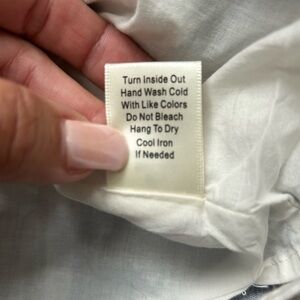 Turn Inside Out
Hand Wash Cold
With Like Colors
Do Not Bleach
Hang To Dry
Cool Iron
If Needed